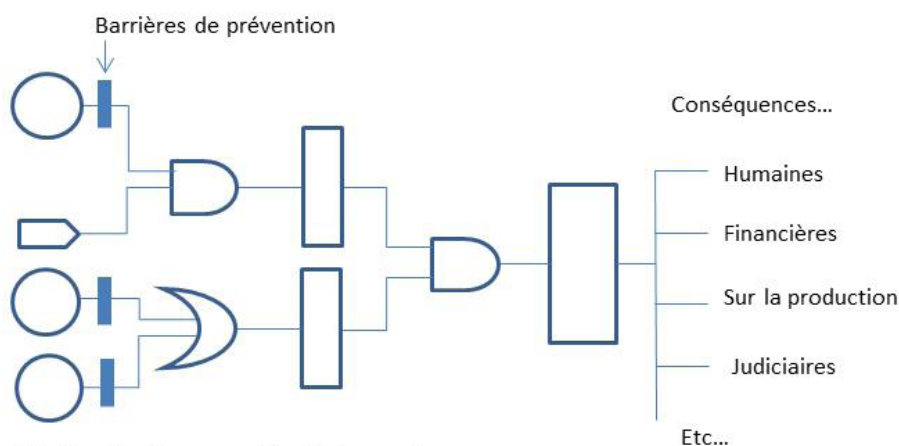 Barrières de prévention
Conséquences...
Humaines
Financières
Sur la production
Judiciaires
Etc...